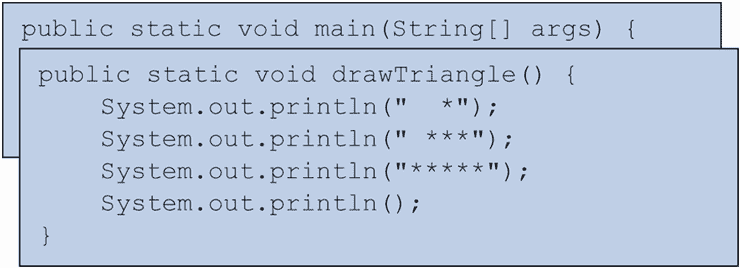 public static void main(String[] args) {
public static void drawTriangle() {
    System.out.println("  *");
    System.out.println(" ***");
    System.out.println("*****");
    System.out.println();
}